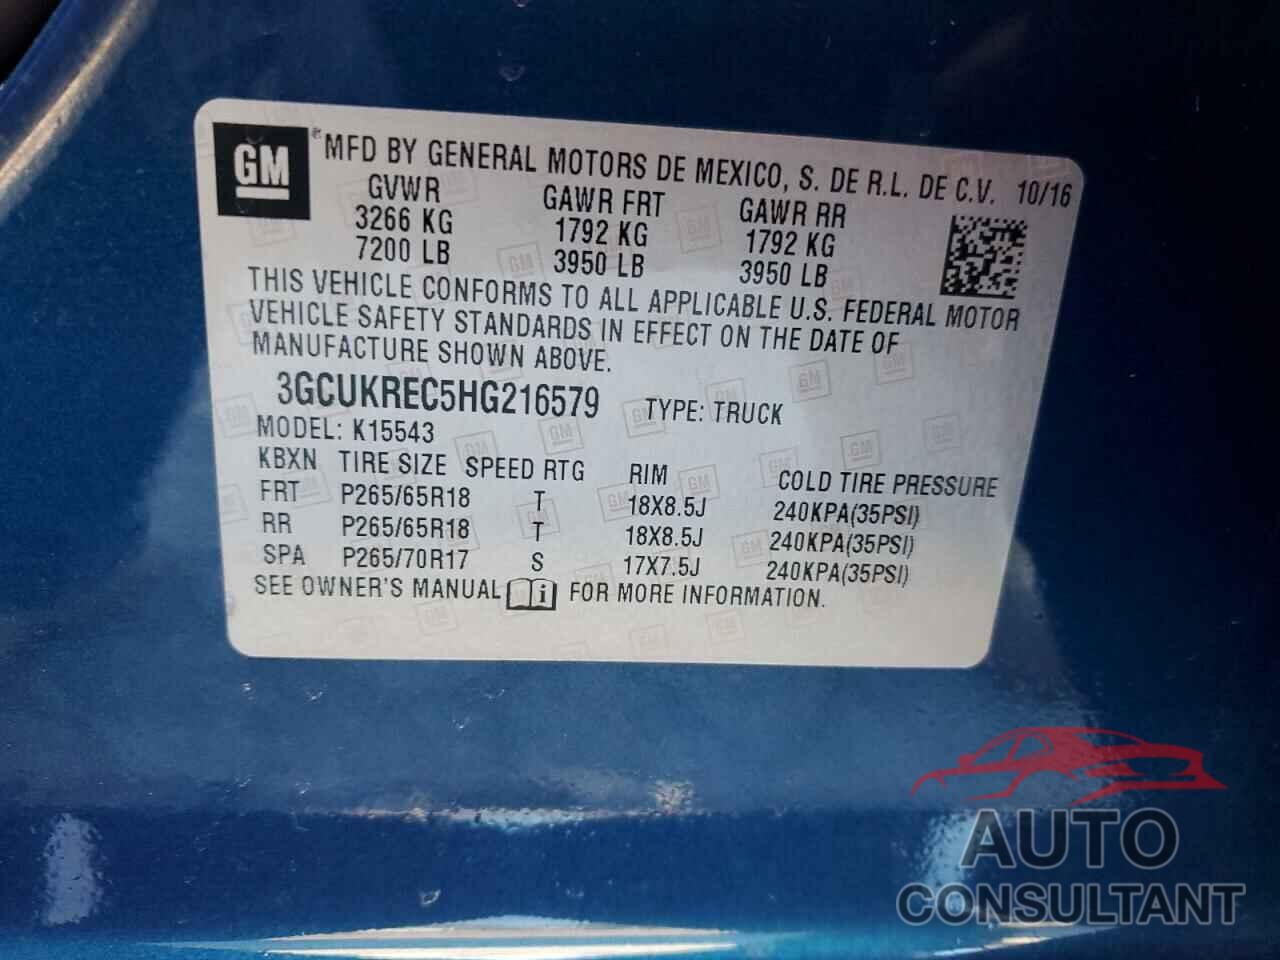 GM
® MFD BY GENERAL MOTORS DE MEXICO, S. DE R.L. DE C.V. 10/16
GVWR GAWR FRT GAWR RR
3266 KG 1792 KG 1792 KG
7200 LB 3950 LB 3950 LB
THIS VEHICLE CONFORMS TO ALL APPLICABLE U.S. FEDERAL MOTOR
VEHICLE SAFETY STANDARDS IN EFFECT ON THE DATE OF
MANUFACTURE SHOWN ABOVE.
3GCUKREC5HG216579 TYPE: TRUCK
MODEL: K15543
KBXN TIRE SIZE SPEED RTG RIM COLD TIRE PRESSURE
FRT P265/65R18 T 18X8.5J 240KPA(35PSI)
RR P265/65R18 T 18X8.5J 240KPA(35PSI)
SPA P265/70R17 S 17X7.5J 240KPA(35PSI)
SEE OWNER'S MANUAL i FOR MORE INFORMATION.
AUTO
CONSULTANT